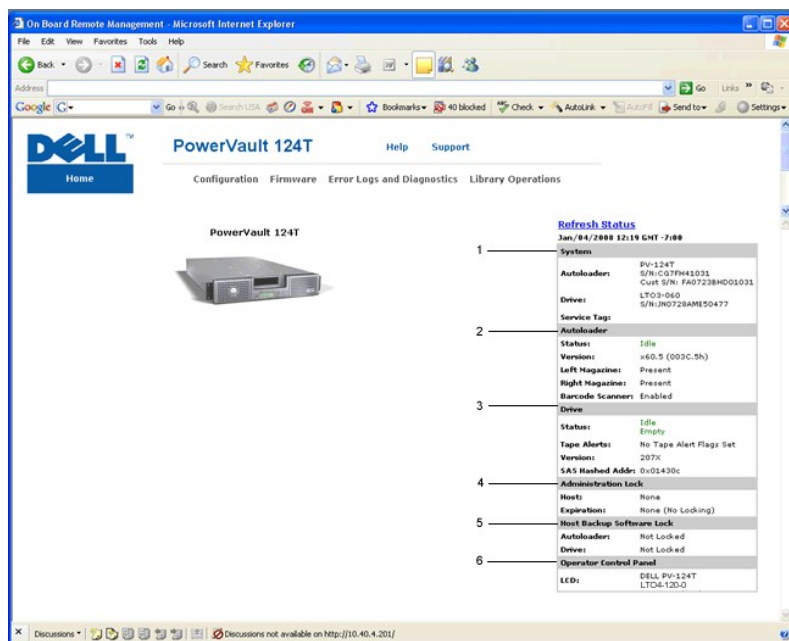 On Board Remote Management - Microsoft Internet Explorer
File Edit View Favorites Tools Help
Back Search Favorites
Address Go Links »
Google G Go Search USA Bookmarks 40 blocked Check AutoLink AutoFill Send to Settings
DELL™
PowerVault 124T Help Support
Home
Configuration Firmware Error Logs and Diagnostics Library Operations
PowerVault 124T
Refresh Status
Jan/04/2008 12:19 GMT -7:00
1 System
Autoloader: PV-124T
S/N:CG7FH41031
Cust S/N: FA0723BHD01031
Drive: LTO3-060
S/N:JN0728AME50477
Service Tag:
2 Autoloader
Status: Idle
Version: x60.5 (003C.5h)
Left Magazine: Present
Right Magazine: Present
Barcode Scanner: Enabled
3 Drive
Status: Idle
Empty
Tape Alerts: No Tape Alert Flags Set
Version: 207X
SAS Hashed Addr: 0x01430c
4 Administration Lock
Host: None
Expiration: None (No Locking)
5 Host Backup Software Lock
Autoloader: Not Locked
Drive: Not Locked
6 Operator Control Panel
LCD: DELL PV-124T
LTO4-120-0
Discussions Discussions not available on http://10.40.4.201/